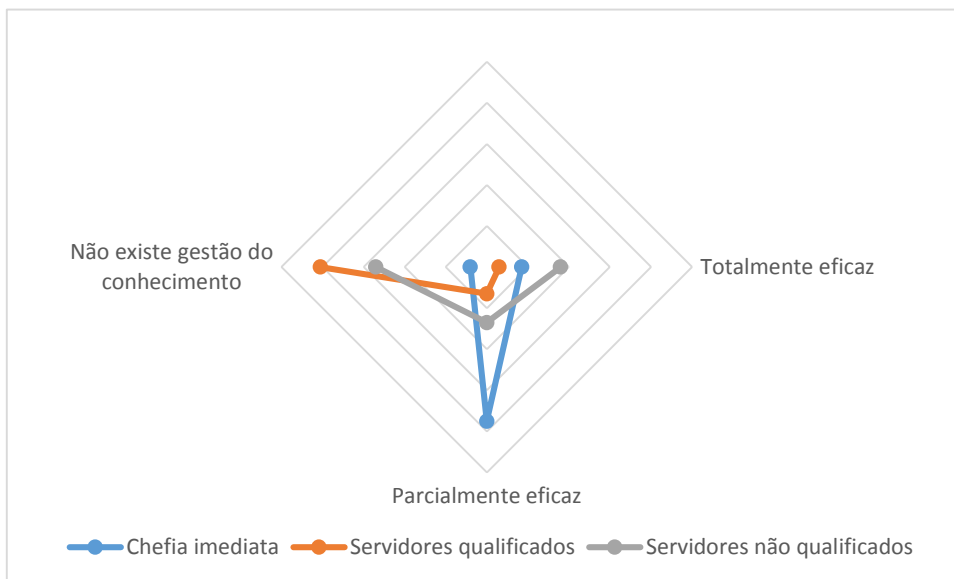 Não existe gestão do
conhecimento
Totalmente eficaz
Parcialmente eficaz
Chefia imediata
Servidores qualificados
Servidores não qualificados